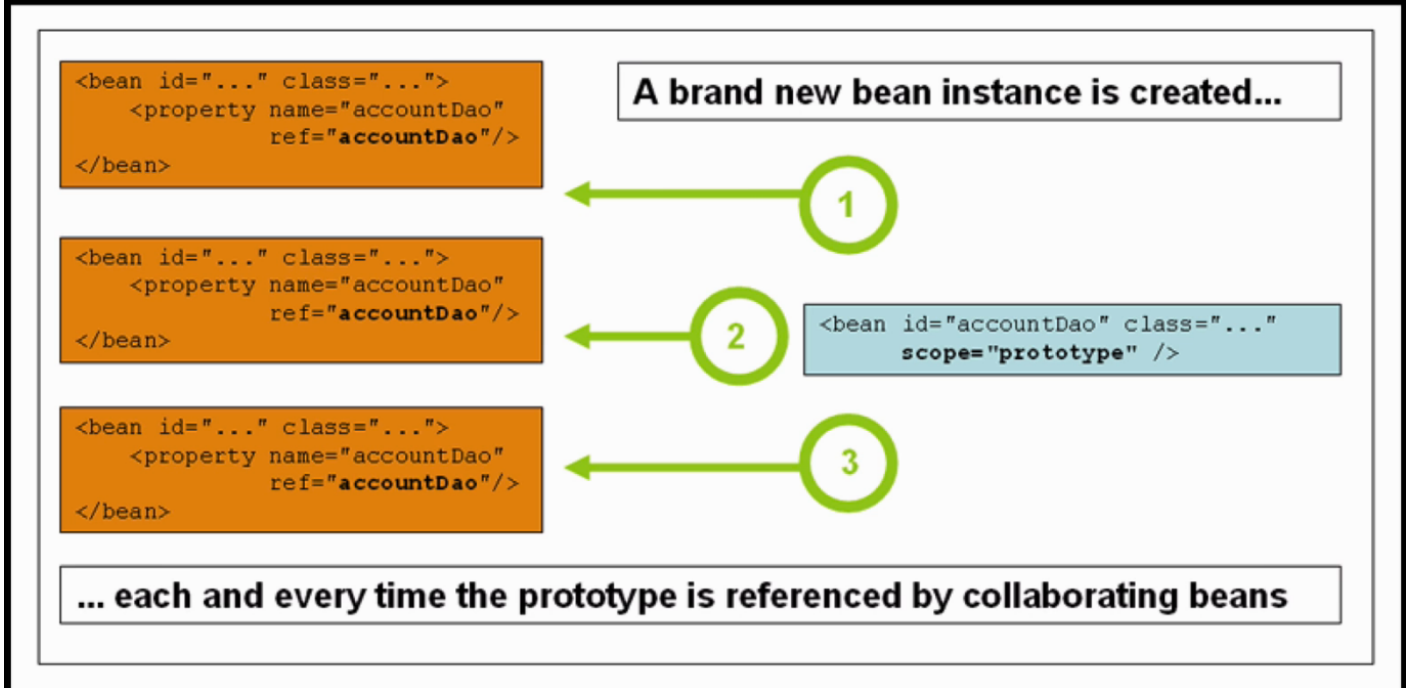 <bean id="..." class="...">
    <property name="accountDao"
              ref="accountDao"/>
</bean>
A brand new bean instance is created...
1
<bean id="..." class="...">
    <property name="accountDao"
              ref="accountDao"/>
</bean>
2
<bean id="accountDao" class="..."
      scope="prototype" />
<bean id="..." class="...">
    <property name="accountDao"
              ref="accountDao"/>
</bean>
3
... each and every time the prototype is referenced by collaborating beans